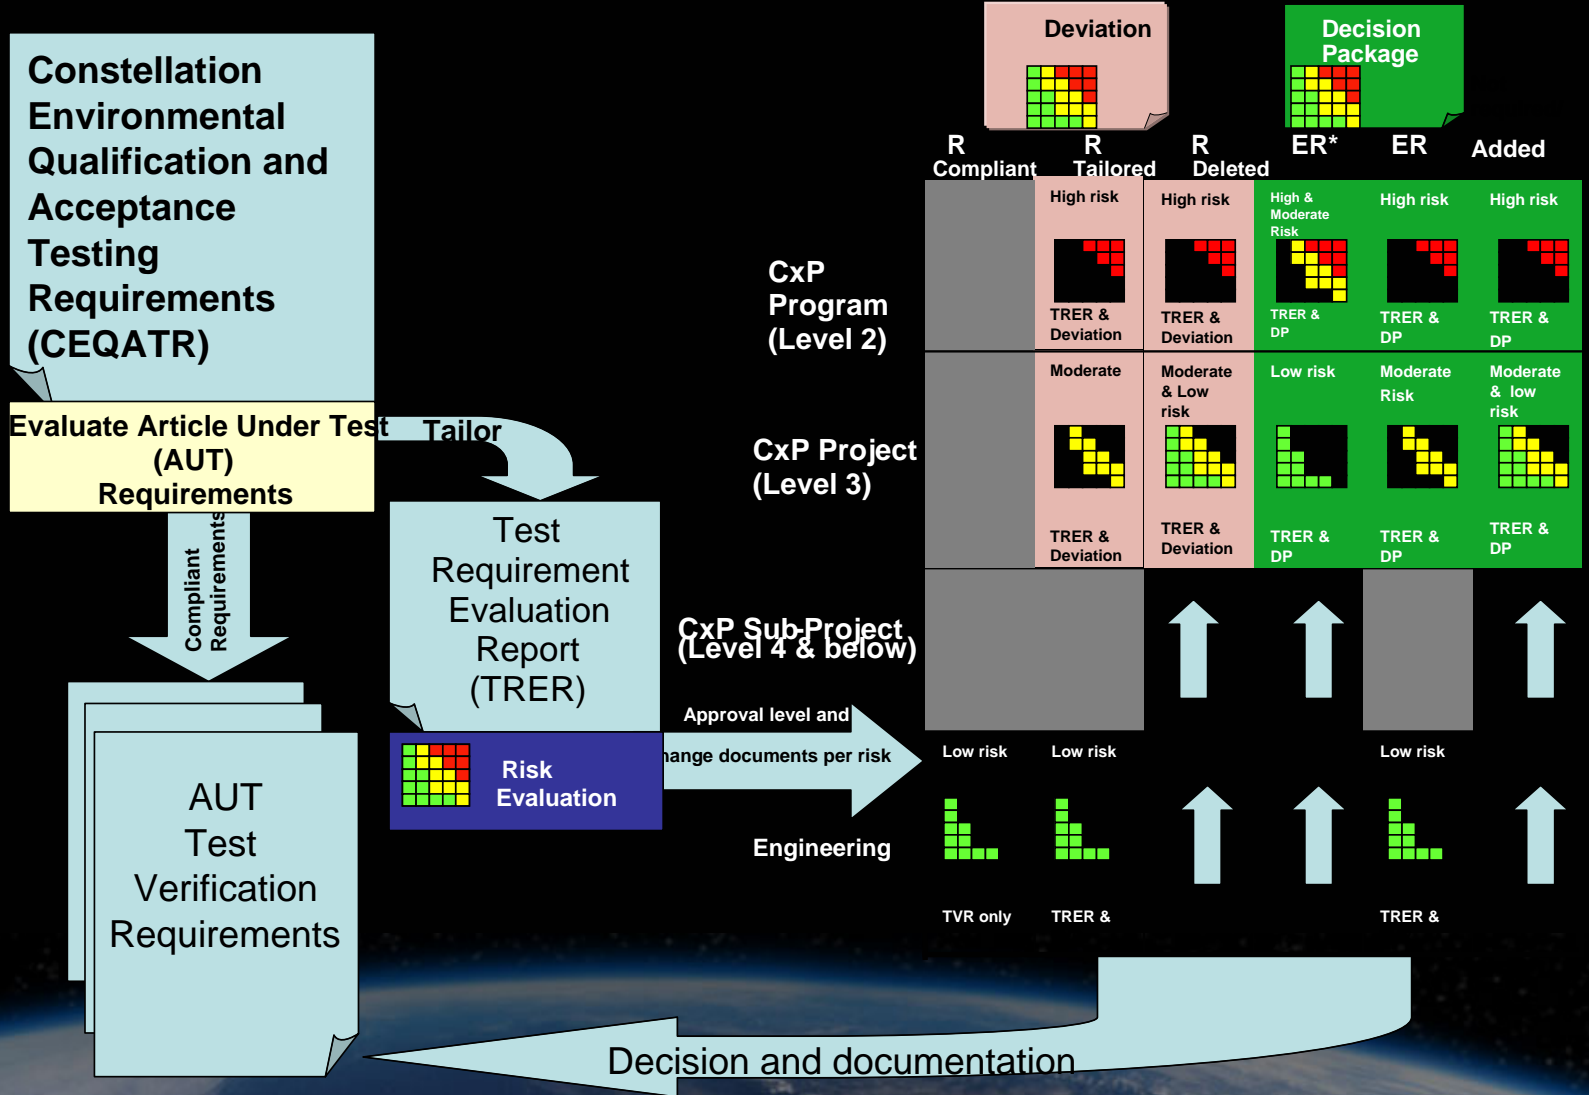 Constellation
Environmental
Qualification and
Acceptance
Testing
Requirements
(CEQATR)
Evaluate Article Under Test
(AUT)
Requirements
Tailor
Compliant
Requirements
Test
Requirement
Evaluation
Report
(TRER)
Risk
Evaluation
AUT
Test
Verification
Requirements
Approval level and
hange documents per risk
Decision and documentation
Deviation
Decision
Package
R
Compliant
R
Tailored
R
Deleted
ER*
ER
Added
CxP
Program
(Level 2)
High risk
TRER &
Deviation
High risk
TRER &
Deviation
High &
Moderate
Risk
TRER &
DP
High risk
TRER &
DP
High risk
TRER &
DP
CxP Project
(Level 3)
Moderate
TRER &
Deviation
Moderate
& Low
risk
TRER &
Deviation
Low risk
TRER &
DP
Moderate
Risk
TRER &
DP
Moderate
& low
risk
TRER &
DP
CxP Sub-Project
(Level 4 & below)
Engineering
Low risk
TVR only
Low risk
TRER &
Low risk
TRER &